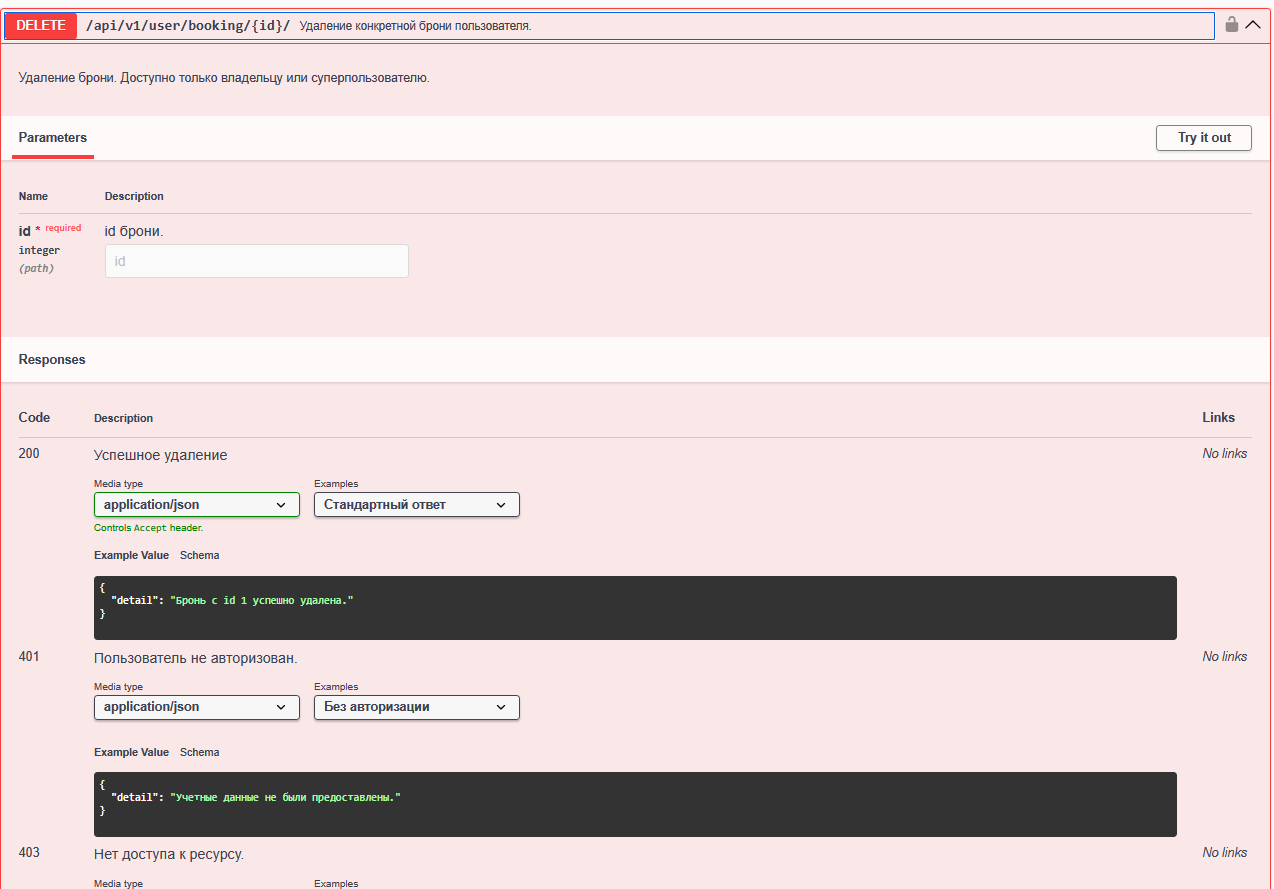 DELETE /api/v1/user/booking/{id}/ Удаление конкретной брони пользователя.
Удаление брони. Доступно только владельцу или суперпользователю.
Parameters Try it out
Name Description
id * required id брони.
integer id
(path)
Responses
Code Description Links
200 Успешное удаление No links
Media type Examples
application/json Стандартный ответ
Controls Accept header.
Example Value Schema
{
"detail": "Бронь с id 1 успешно удалена."
}
401 Пользователь не авторизован. No links
Media type Examples
application/json Без авторизации
Example Value Schema
{
"detail": "Учетные данные не были предоставлены."
}
403 Нет доступа к ресурсу. No links
Media type Examples